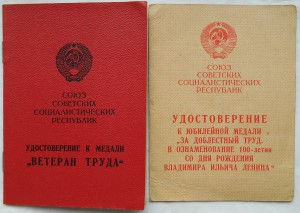 СОЮЗ
СОВЕТСКИХ
СОЦИАЛИСТИЧЕСКИХ
РЕСПУБЛИК
УДОСТОВЕРЕНИЕ К МЕДАЛИ
„ВЕТЕРАН ТРУДА“
СОЮЗ
СОВЕТСКИХ
СОЦИАЛИСТИЧЕСКИХ
РЕСПУБЛИК
УДОСТОВЕРЕНИЕ
К ЮБИЛЕЙНОЙ МЕДАЛИ
„ЗА ДОБЛЕСТНЫЙ ТРУД.
В ОЗНАМЕНОВАНИЕ 100-летия
СО ДНЯ РОЖДЕНИЯ
ВЛАДИМИРА ИЛЬИЧА ЛЕНИНА“